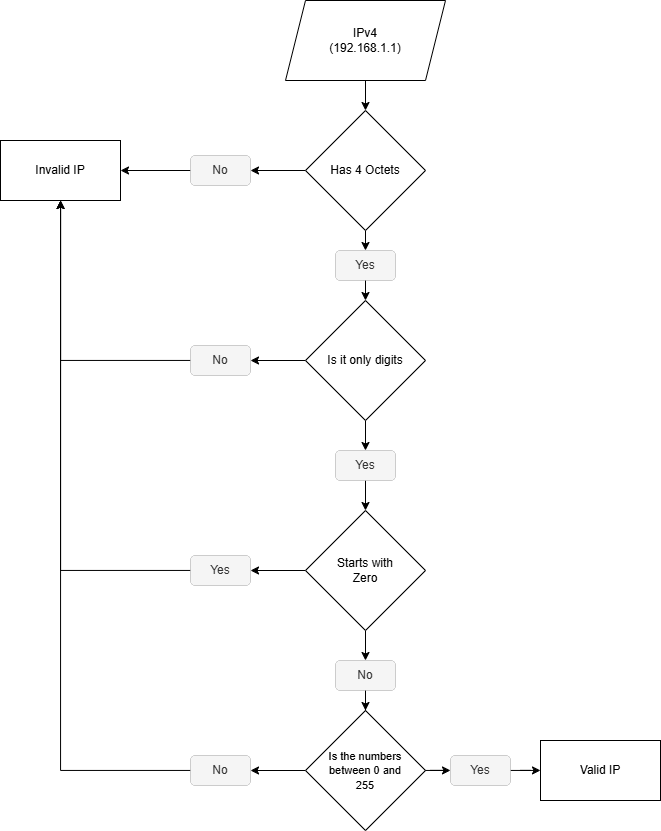 IPv4
(192.168.1.1)
Invalid IP
No
Has 4 Octets
Yes
No
Is it only digits
Yes
Yes
Starts with
Zero
No
No
Is the numbers
between 0 and
255
Yes
Valid IP